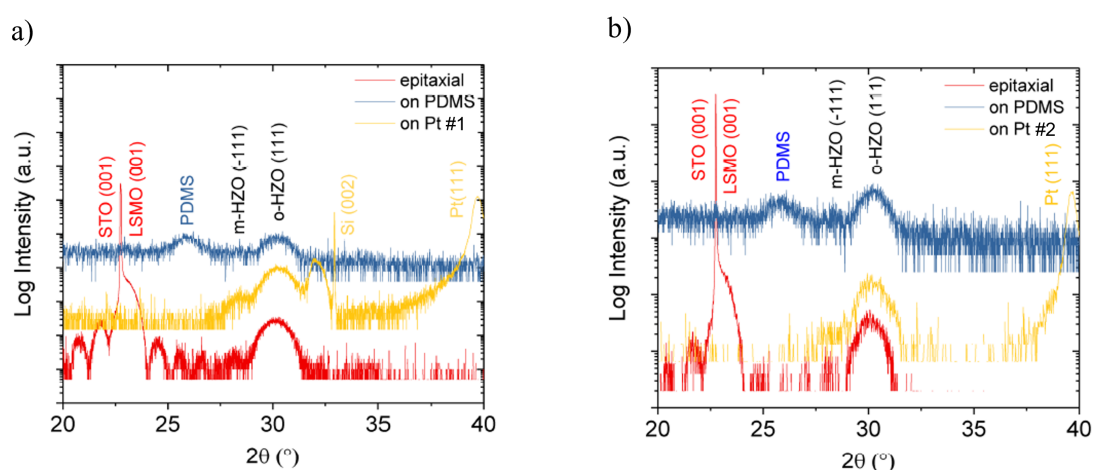 a)
epitaxial
on PDMS
on Pt #1
STO (001)
LSMO (001)
PDMS
m-HZO (-111)
o-HZO (111)
Si (002)
Pt(111)
Log Intensity (a.u.)
20 25 30 35 40
2θ (°)
b)
epitaxial
on PDMS
on Pt #2
STO (001)
LSMO (001)
PDMS
m-HZO (-111)
o-HZO (111)
Pt (111)
Log Intensity (a.u.)
20 25 30 35 40
2θ (°)